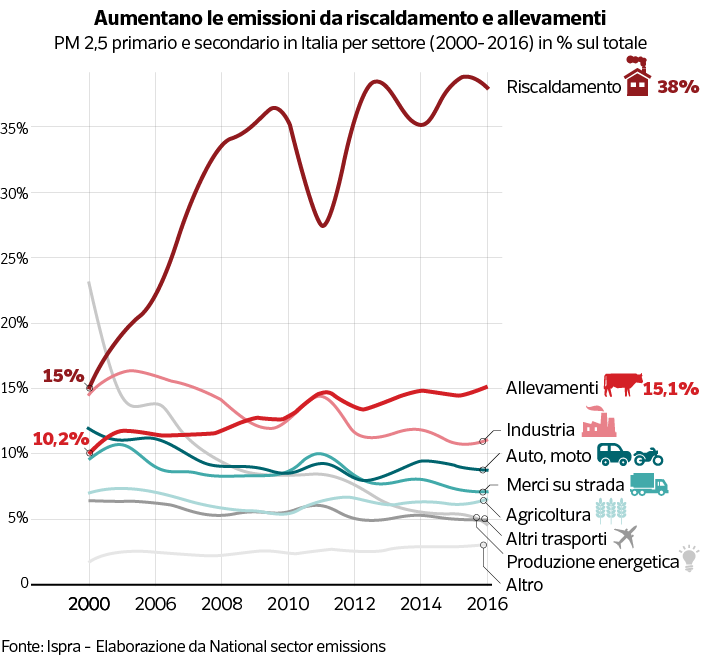 Aumentano le emissioni da riscaldamento e allevamenti
PM 2,5 primario e secondario in Italia per settore (2000-2016) in % sul totale
Riscaldamento 38%
35%
30%
25%
20%
15%
15%
Allevamenti 15,1%
10,2%
Industria
10%
Auto, moto
Merci su strada
Agricoltura
5%
Altri trasporti
Produzione energetica
0
Altro
2000 2006 2008 2010 2012 2014 2016
Fonte: Ispra - Elaborazione da National sector emissions